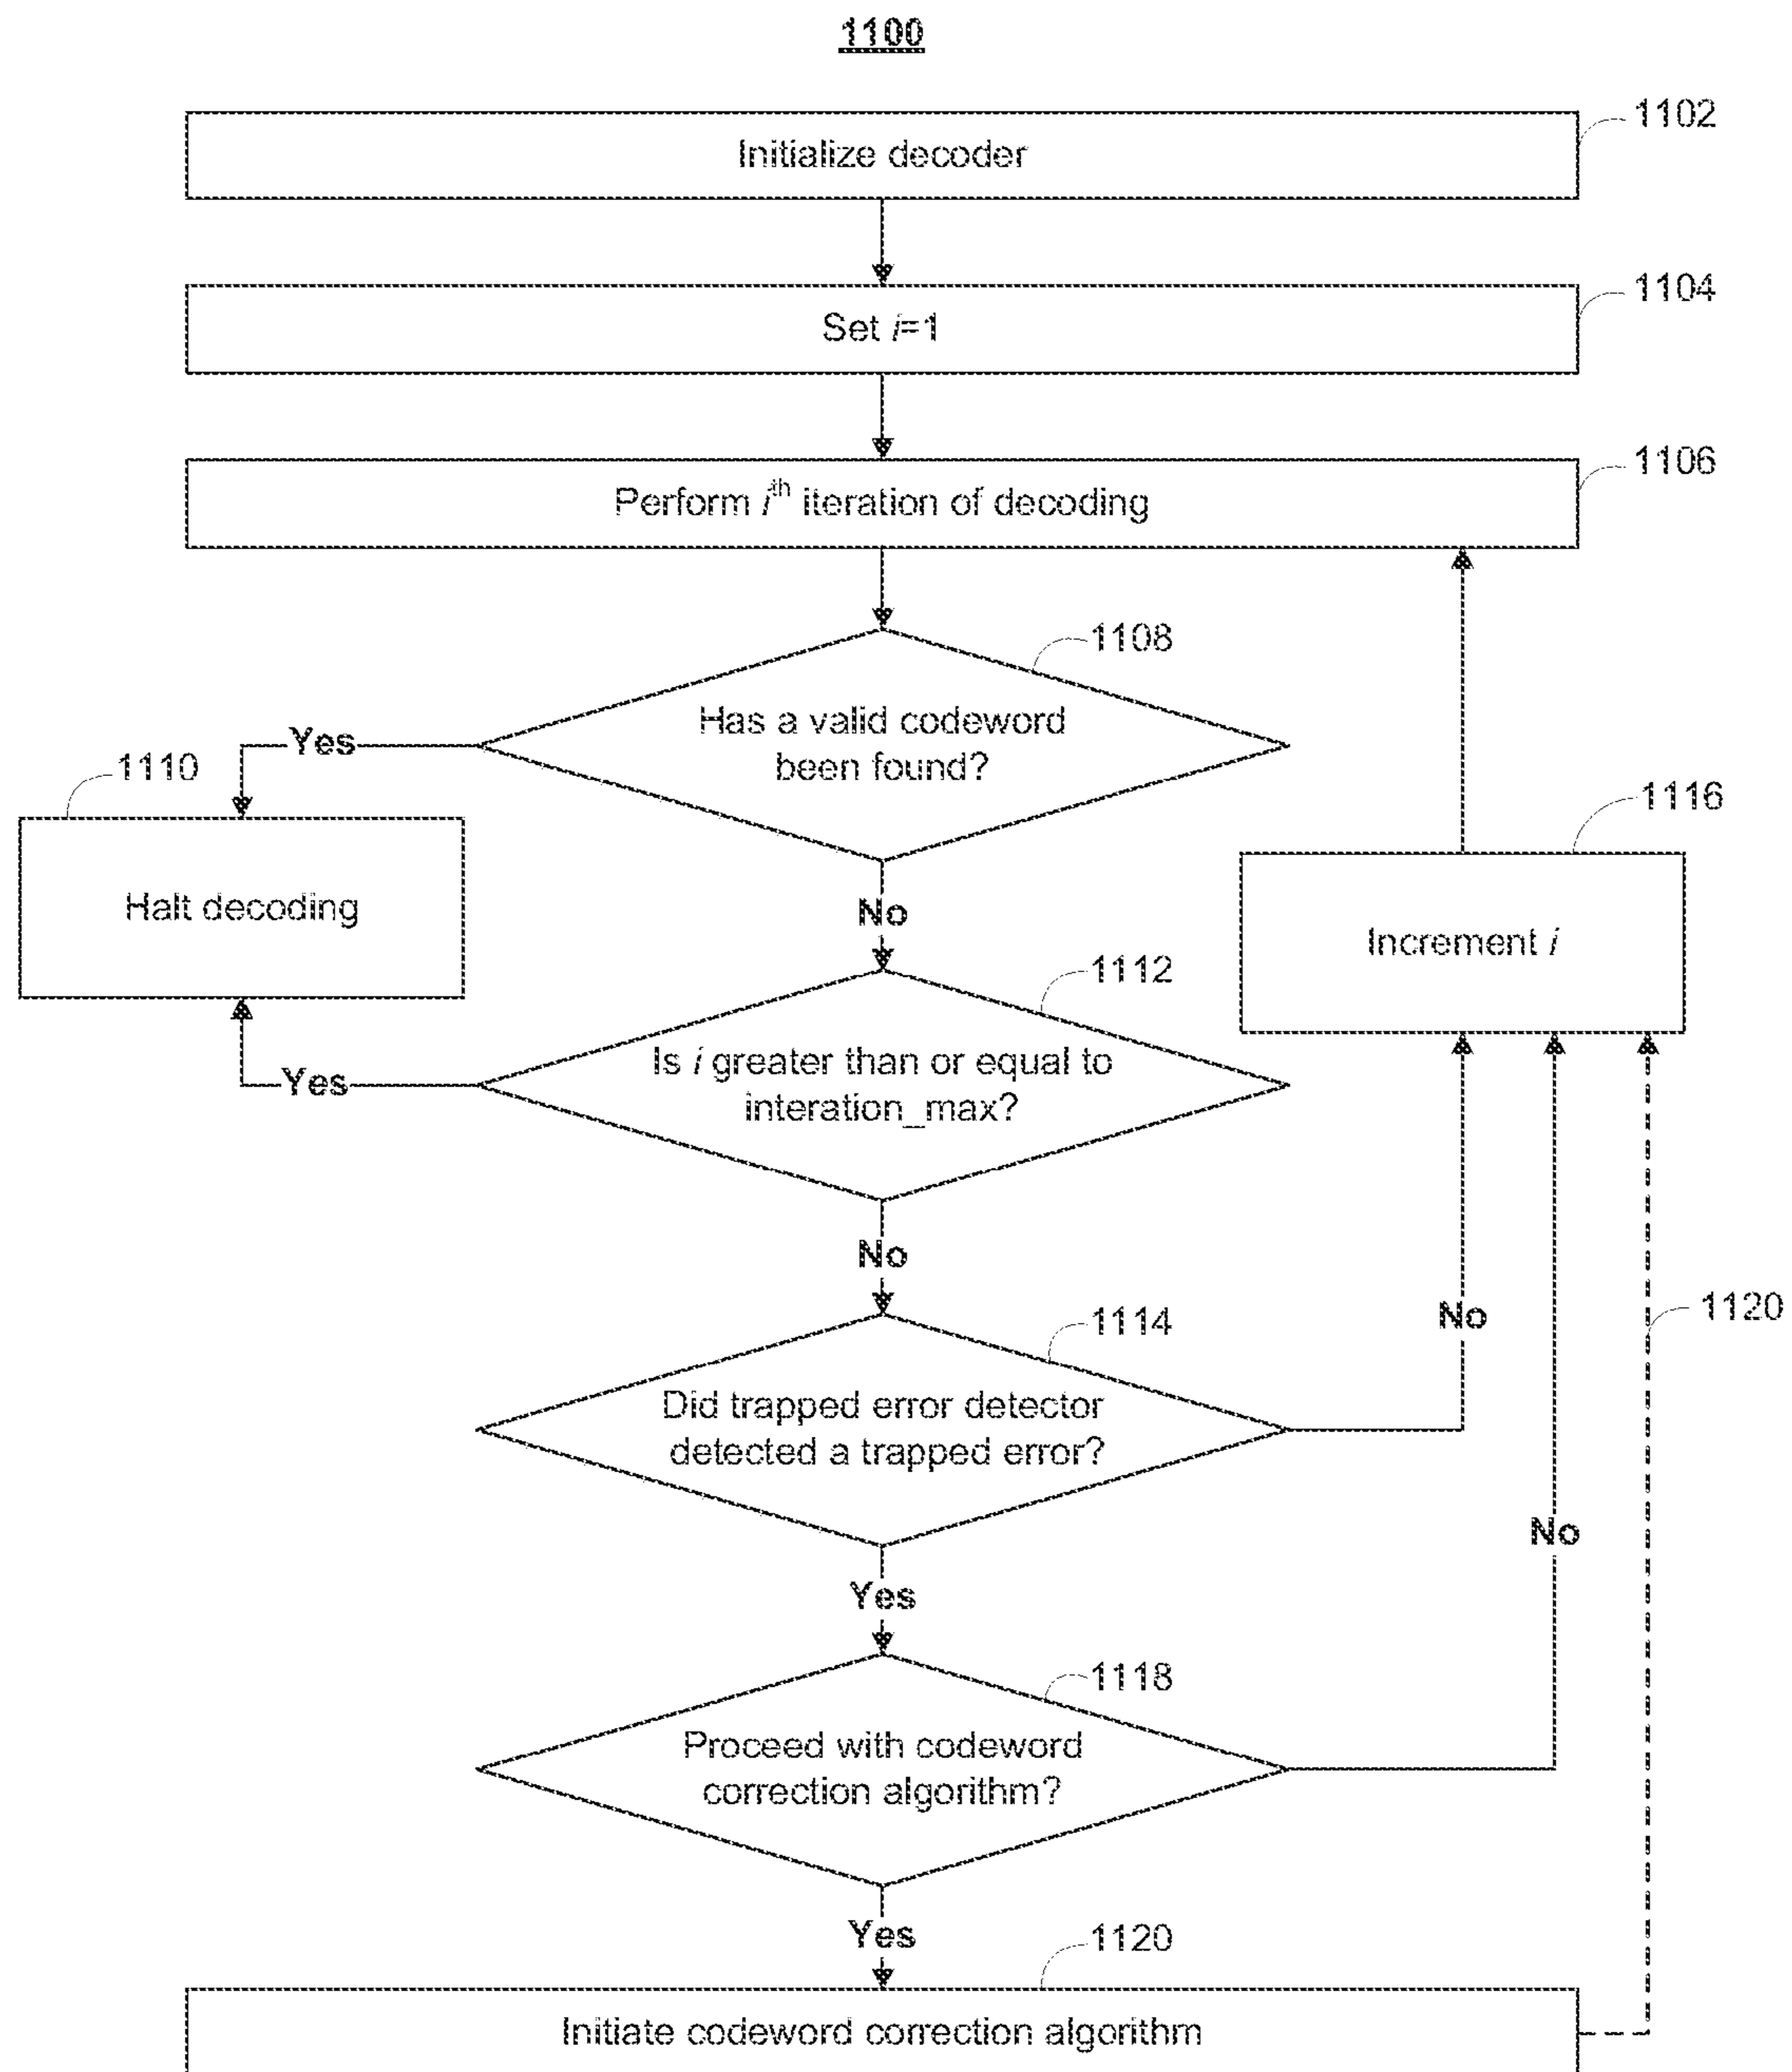 1100
1102
Initialize decoder
1104
Set i=1
1106
Perform ith iteration of decoding
1108
Has a valid codeword
been found?
Yes
1110
Halt decoding
1116
Increment i
No
1112
Is i greater than or equal to
interation_max?
Yes
No
1114
Did trapped error detector
detected a trapped error?
No
1120
Yes
No
1118
Proceed with codeword
correction algorithm?
Yes
1120
Initiate codeword correction algorithm